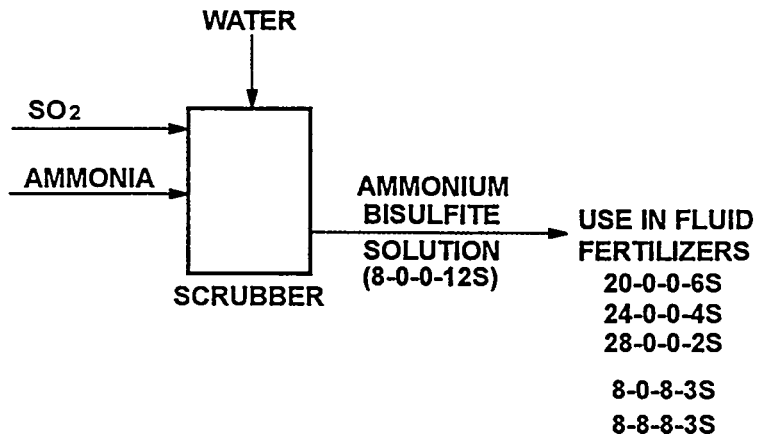 WATER
SO2
AMMONIA
SCRUBBER
AMMONIUM
BISULFITE
SOLUTION
(8-0-0-12S)
USE IN FLUID
FERTILIZERS
20-0-0-6S
24-0-0-4S
28-0-0-2S
8-0-8-3S
8-8-8-3S